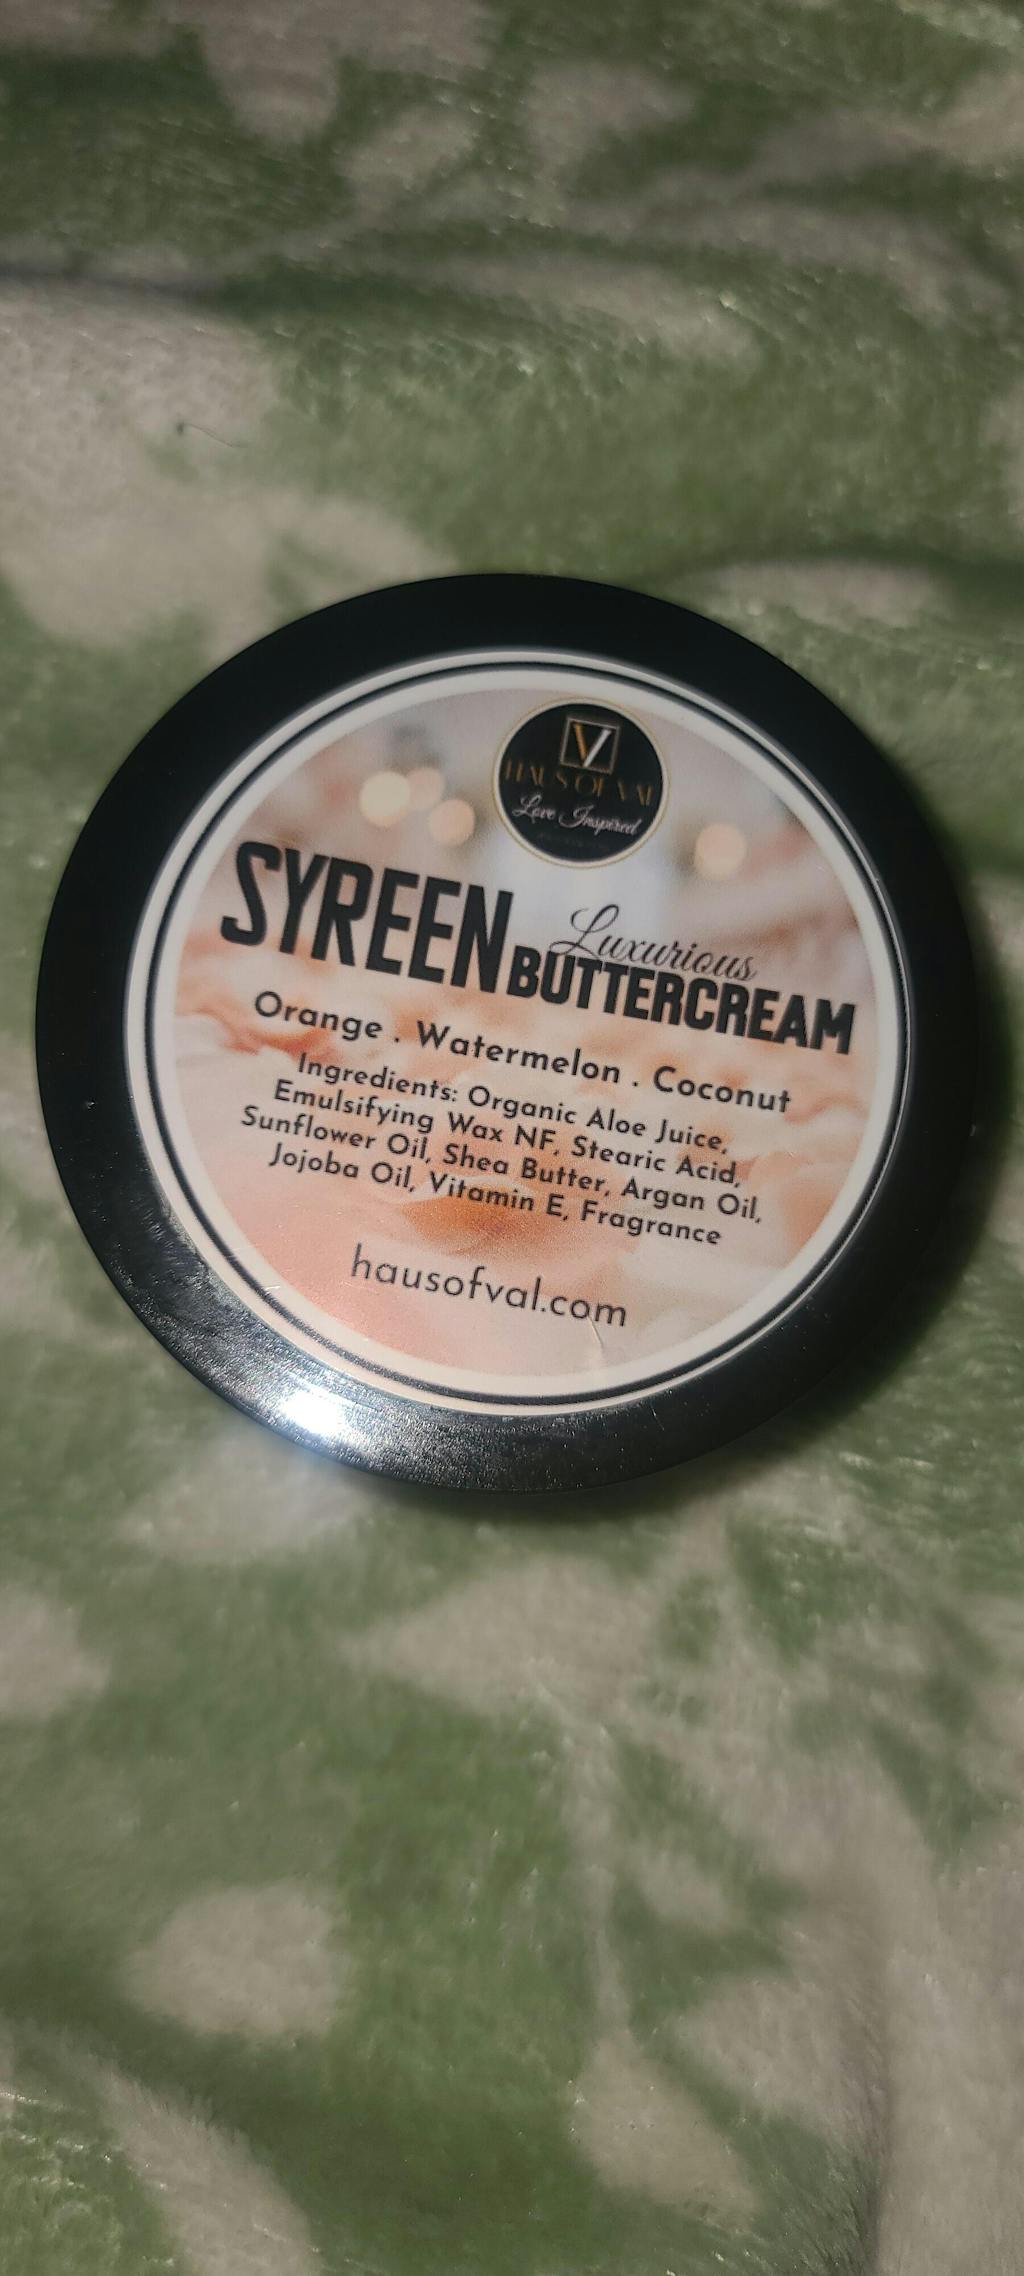 HAUS OF VAL
Love Inspired
SYREEN
Luxurious
BUTTERCREAM
Orange . Watermelon . Coconut
Ingredients: Organic Aloe Juice,
Emulsifying Wax NF, Stearic Acid,
Sunflower Oil, Shea Butter, Argan Oil,
Jojoba Oil, Vitamin E, Fragrance
hausofval.com